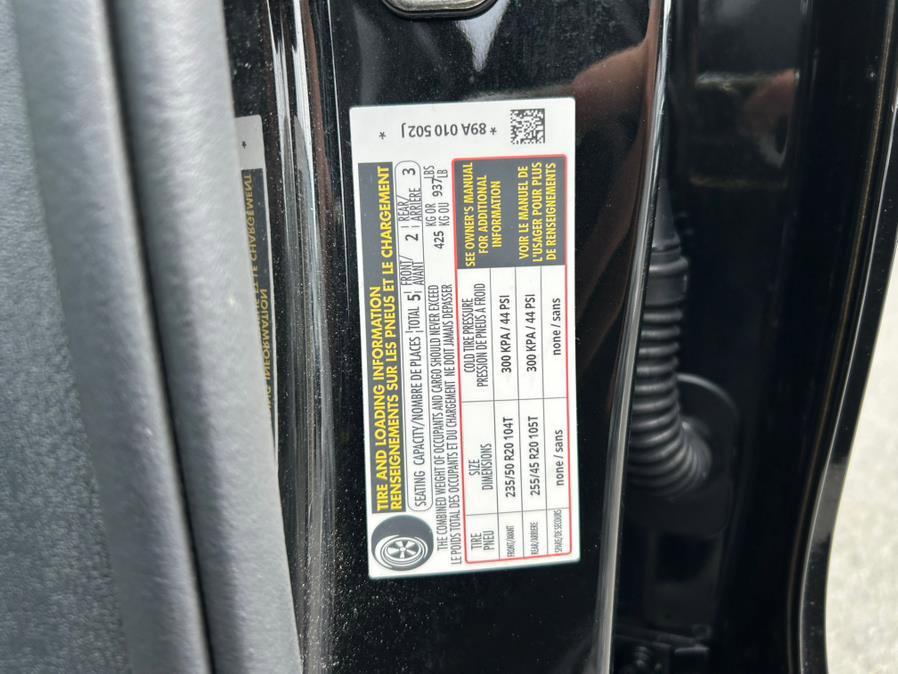 * 89A 010 502J *
TIRE AND LOADING INFORMATION
RENSEIGNEMENTS SUR LES PNEUS ET LE CHARGEMENT
SEATING CAPACITY/NOMBRE DE PLACES TOTAL 5 FRONT/AVANT 2 REAR/ARRIÈRE 3
THE COMBINED WEIGHT OF OCCUPANTS AND CARGO SHOULD NEVER EXCEED 425 KG OR 937 LBS
LE POIDS TOTAL DES OCCUPANTS ET DU CHARGEMENT NE DOIT JAMAIS DEPASSER KG OU LB
TIRE SIZE COLD TIRE PRESSURE
PNEU DIMENSIONS PRESSION DE PNEUS A FROID
FRONT/AVANT 235/50 R20 104T 300 KPA / 44 PSI
REAR/ARRIERE 255/45 R20 105T 300 KPA / 44 PSI
SPARE/DE SECOURS none / sans none / sans
SEE OWNER'S MANUAL
FOR ADDITIONAL
INFORMATION
VOIR LE MANUEL DE
L'USAGER POUR PLUS
DE RENSEIGNEMENTS